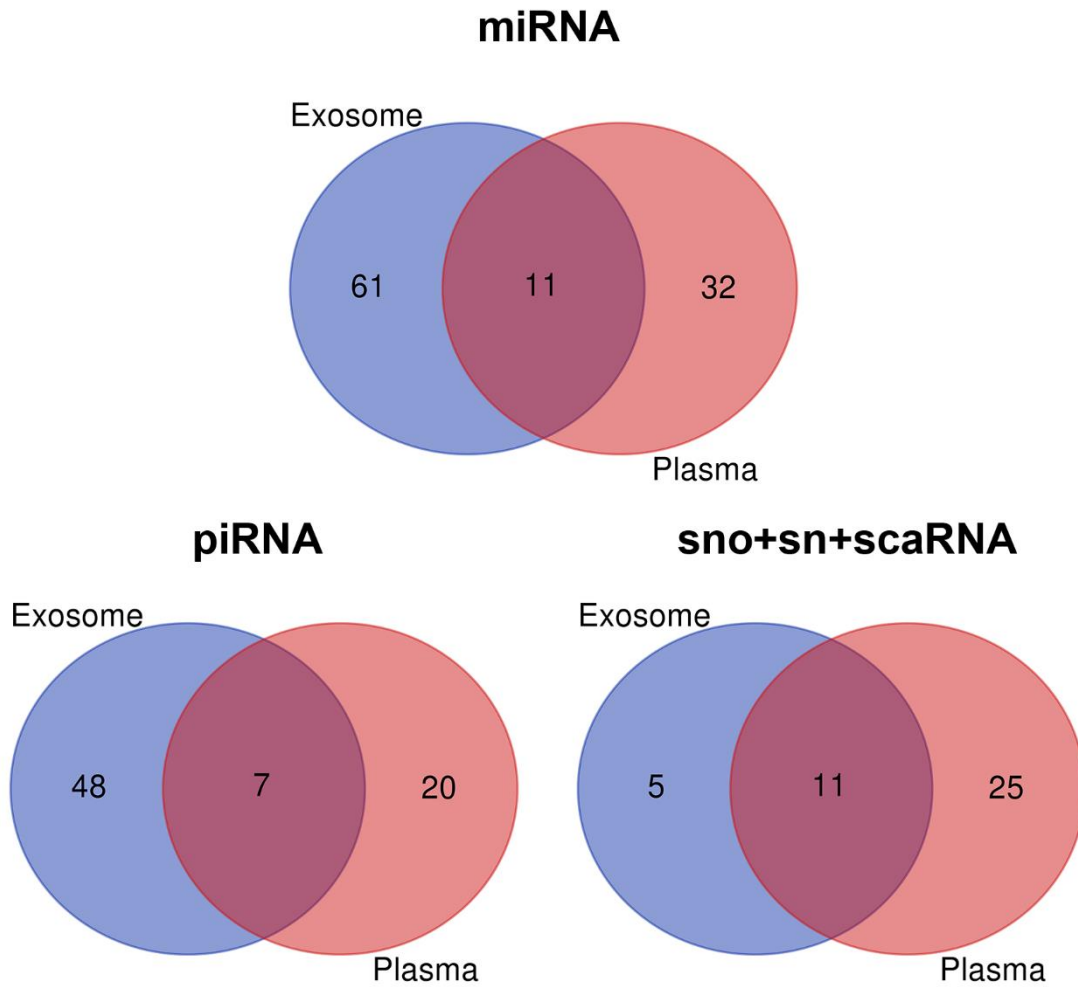 miRNA
Exosome
61 11 32
Plasma
piRNA
Exosome
48 7 20
Plasma
sno+sn+scaRNA
Exosome
5 11 25
Plasma